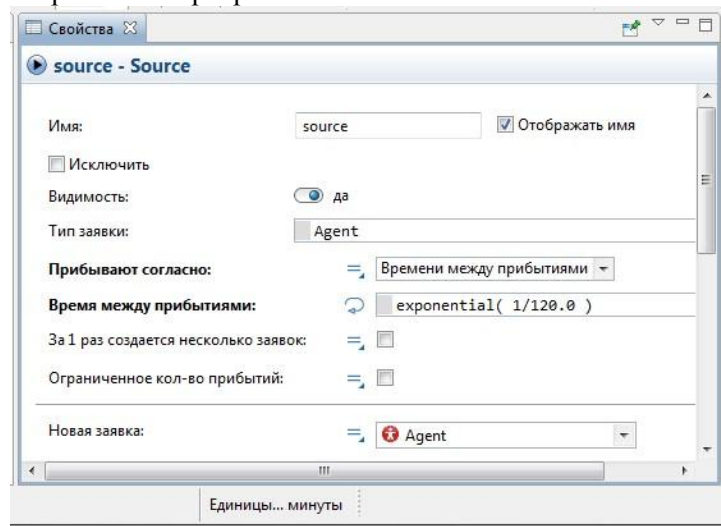 Свойства
source - Source
Имя: source Отображать имя
Исключить
Видимость: да
Тип заявки: Agent
Прибывают согласно: Времени между прибытиями
Время между прибытиями: exponential( 1/120.0 )
За 1 раз создается несколько заявок:
Ограниченное кол-во прибытий:
Новая заявка: Agent
Единицы... минуты